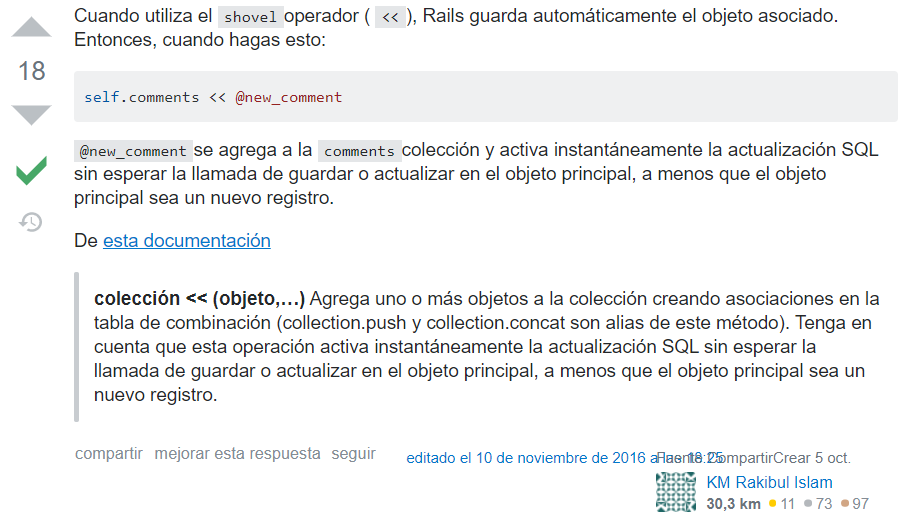 Cuando utiliza el shovel operador ( << ), Rails guarda automáticamente el objeto asociado.
Entonces, cuando hagas esto:
18
self.comments << @new_comment
@new_comment se agrega a la comments colección y activa instantáneamente la actualización SQL
sin esperar la llamada de guardar o actualizar en el objeto principal, a menos que el objeto
principal sea un nuevo registro.
De esta documentación
colección << (objeto,…) Agrega uno o más objetos a la colección creando asociaciones en la
tabla de combinación (collection.push y collection.concat son alias de este método). Tenga en
cuenta que esta operación activa instantáneamente la actualización SQL sin esperar la
llamada de guardar o actualizar en el objeto principal, a menos que el objeto principal sea un
nuevo registro.
compartir mejorar esta respuesta seguir
editado el 10 de noviembre de 2016 a las 18:25
CompartirCrear 5 oct.
KM Rakibul Islam
30,3 km 11 73 97